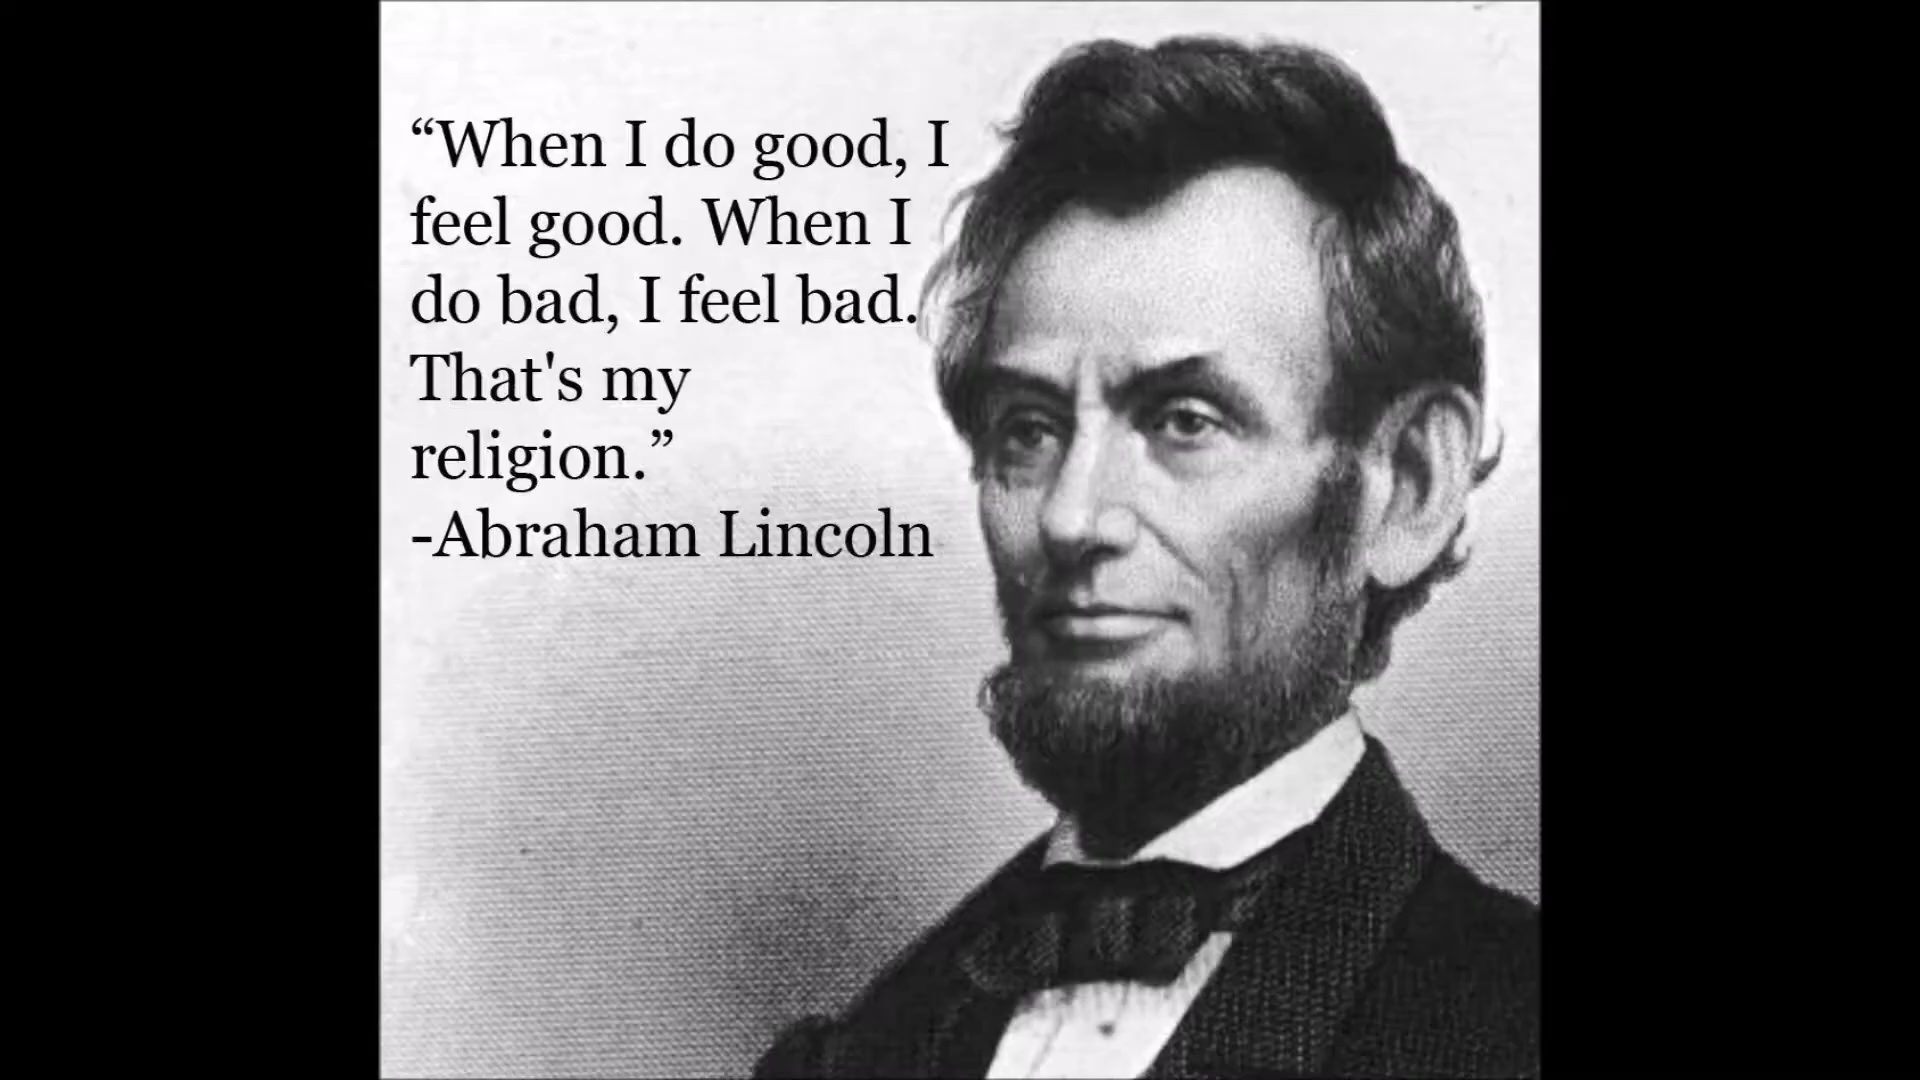 “When I do good, I
feel good. When I
do bad, I feel bad.
That's my
religion.”
-Abraham Lincoln